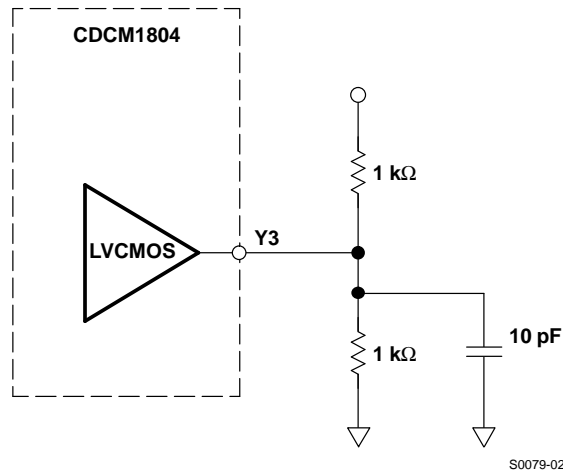 CDCM1804
1 kΩ
LVCMOS
Y3
10 pF
1 kΩ
S0079-02